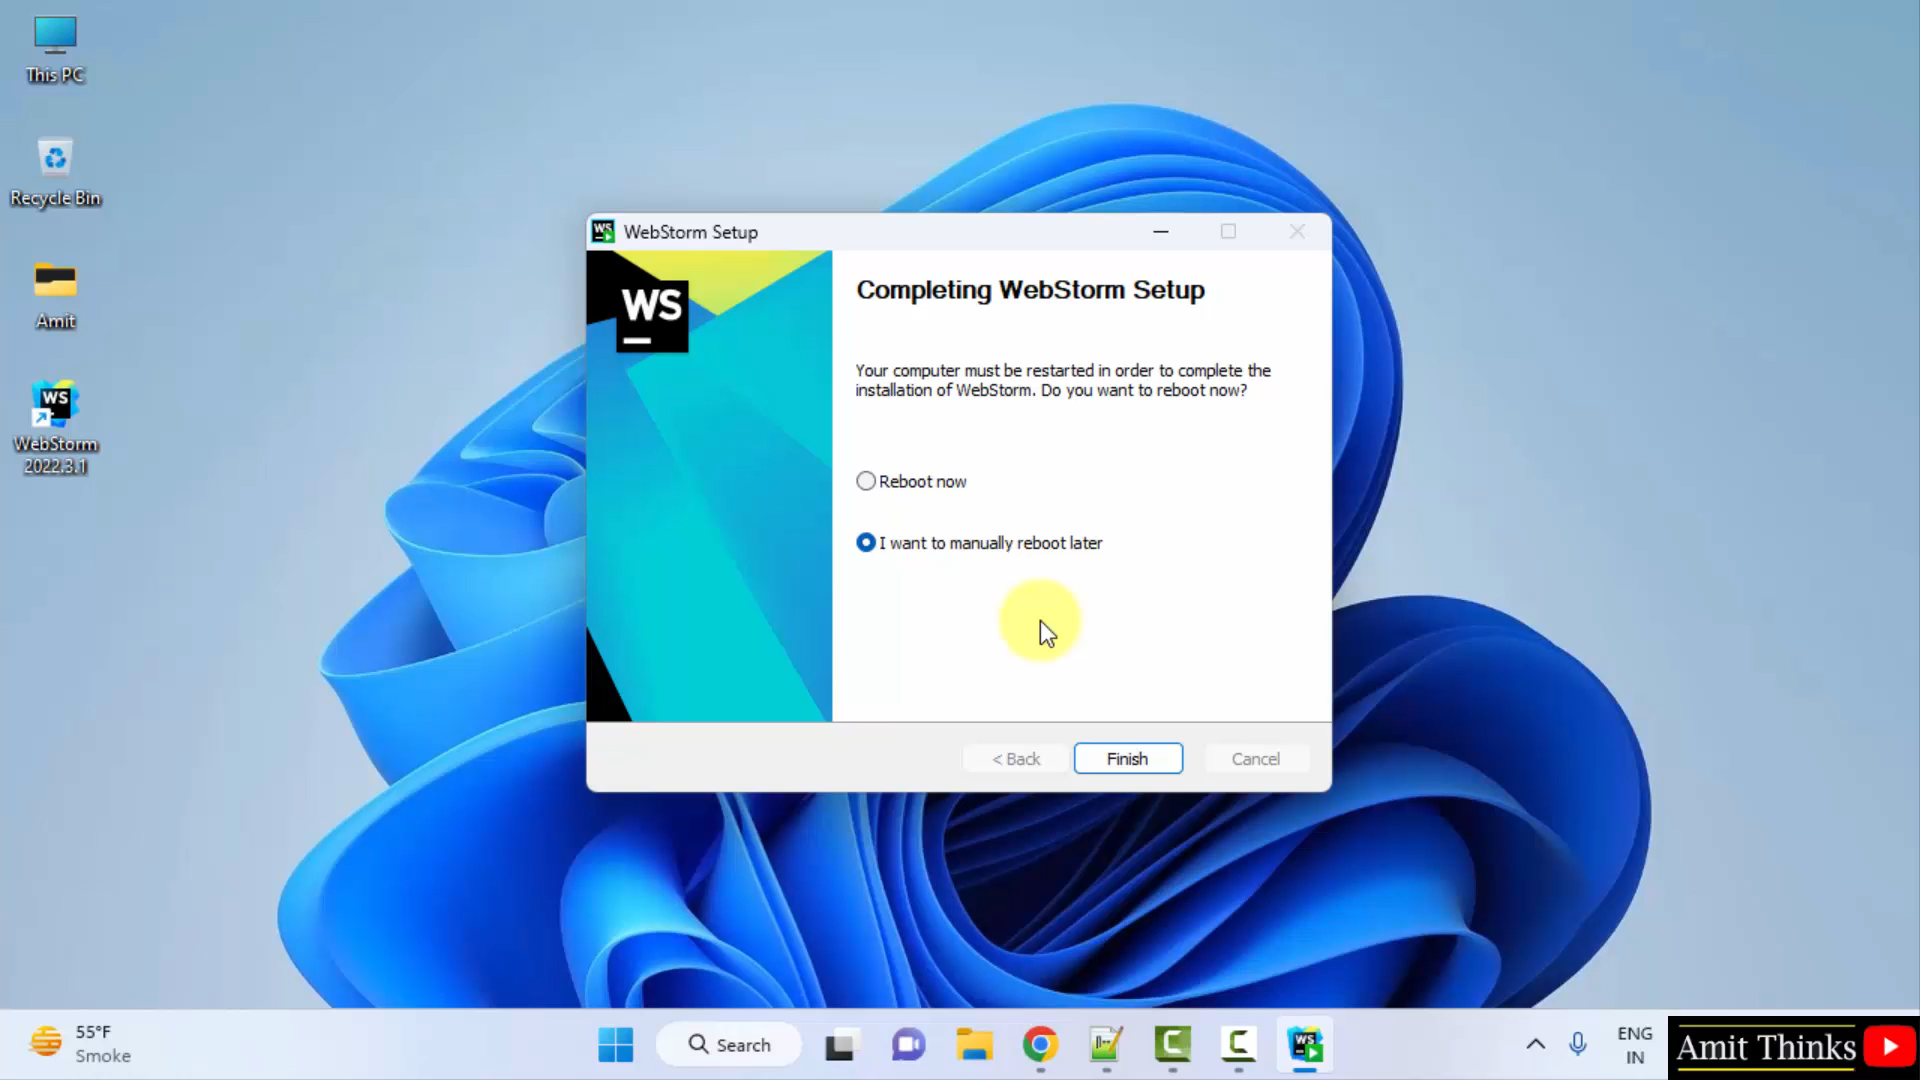 This PC
Recycle Bin
Amit
WS
WebStorm
2022.3.1
WS
WebStorm Setup
WS
Completing WebStorm Setup
Your computer must be restarted in order to complete the
installation of WebStorm. Do you want to reboot now?
Reboot now
I want to manually reboot later
< Back
Finish
Cancel
55°F
Smoke
Search
WS
ENG
IN
Amit Thinks